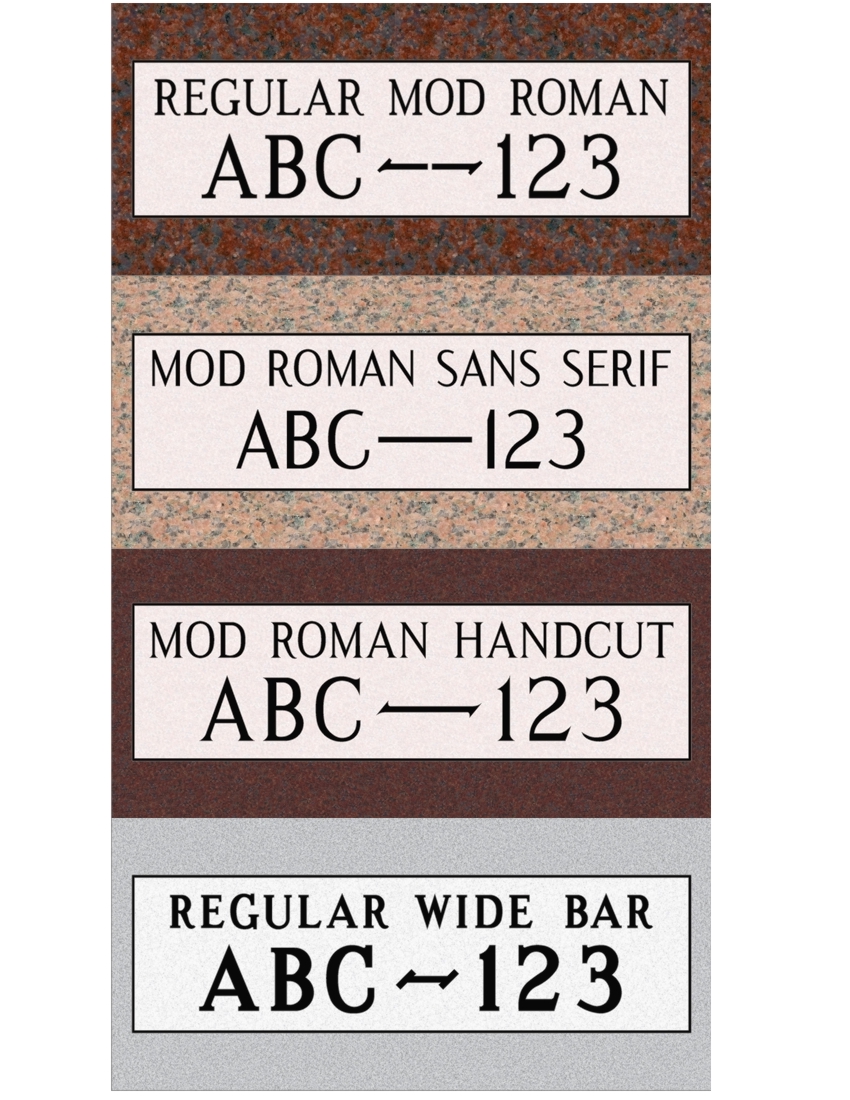 REGULAR MOD ROMAN
ABC — 123
MOD ROMAN SANS SERIF
ABC — 123
MOD ROMAN HANDCUT
ABC — 123
REGULAR WIDE BAR
ABC ~ 123